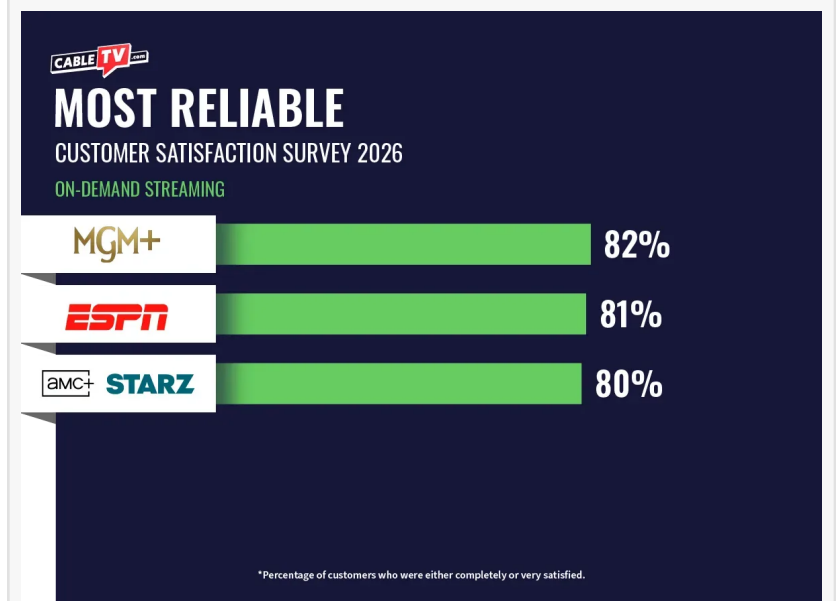 CABLE TV .com
MOST RELIABLE
CUSTOMER SATISFACTION SURVEY 2026
ON-DEMAND STREAMING
MGM+ 82%
ESPN 81%
aMC+ STARZ 80%
*Percentage of customers who were either completely or very satisfied.